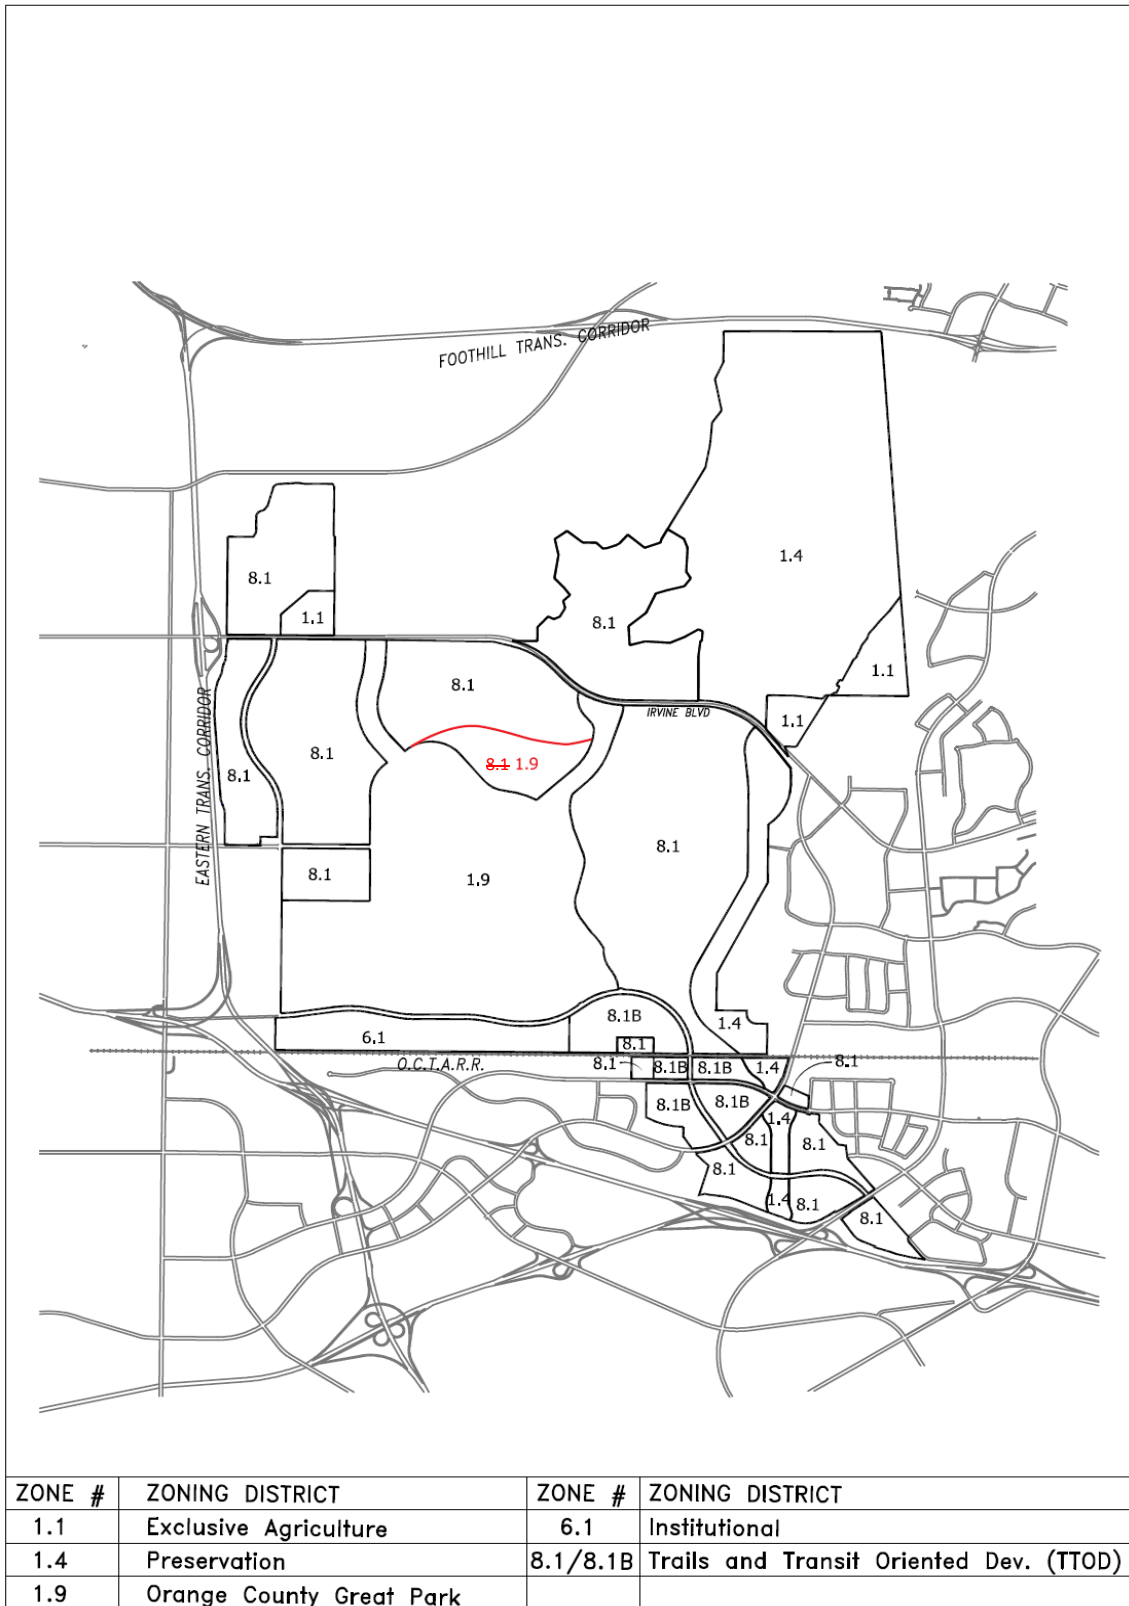 FOOTHILL TRANS. CORRIDOR
1.4
8.1
1.1
8.1
1.1
8.1
IRVINE BLVD
1.1
EASTERN TRANS. CORRIDOR
8.1
8.1
8.1 1.9
8.1
8.1
1.9
8.1B
1.4
6.1
8.1
O.C.T.A.R.R.
8.1
8.1B
8.1B
1.4
8.1
8.1B
8.1B
1.4
8.1
8.1
8.1
1.4
8.1
8.1
ZONE # ZONING DISTRICT ZONE # ZONING DISTRICT
1.1 Exclusive Agriculture 6.1 Institutional
1.4 Preservation 8.1/8.1B Trails and Transit Oriented Dev. (TTOD)
1.9 Orange County Great Park